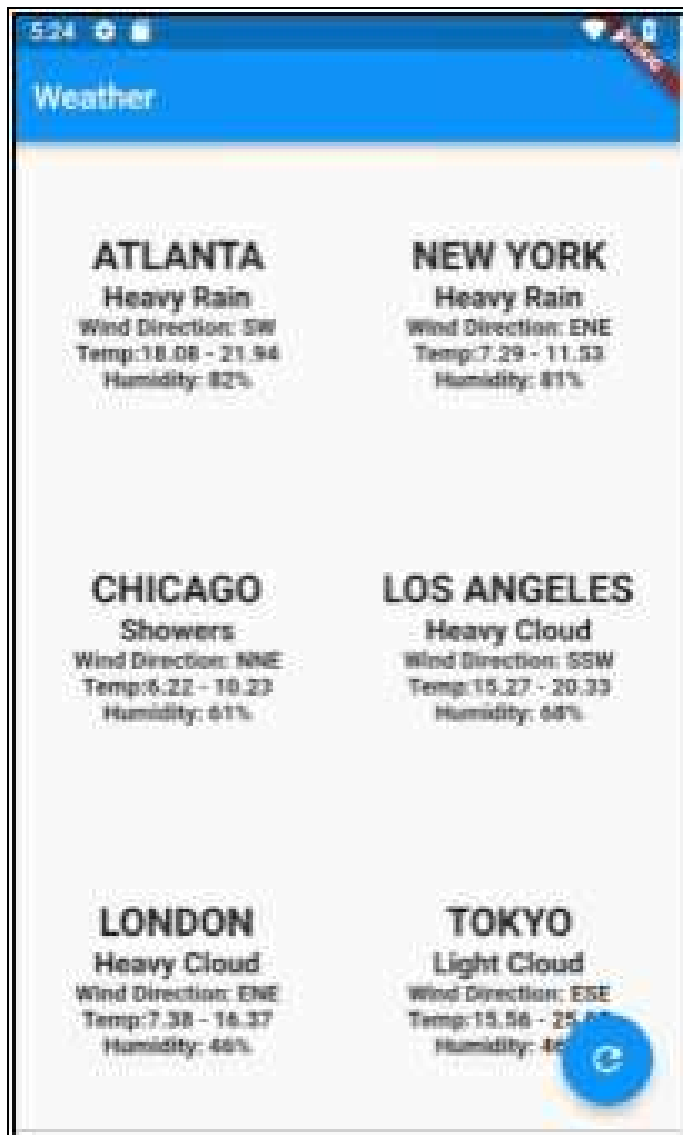 5:24
Weather
ATLANTA
Heavy Rain
Wind Direction: SW
Temp:18.08 - 21.94
Humidity: 82%
NEW YORK
Heavy Rain
Wind Direction: ENE
Temp:7.29 - 11.53
Humidity: 81%
CHICAGO
Showers
Wind Direction: NNE
Temp:6.22 - 10.23
Humidity: 61%
LOS ANGELES
Heavy Cloud
Wind Direction: SSW
Temp:15.27 - 20.33
Humidity: 68%
LONDON
Heavy Cloud
Wind Direction: ENE
Temp:7.38 - 16.37
Humidity: 46%
TOKYO
Light Cloud
Wind Direction: ESE
Temp:15.56 -
Humidity: